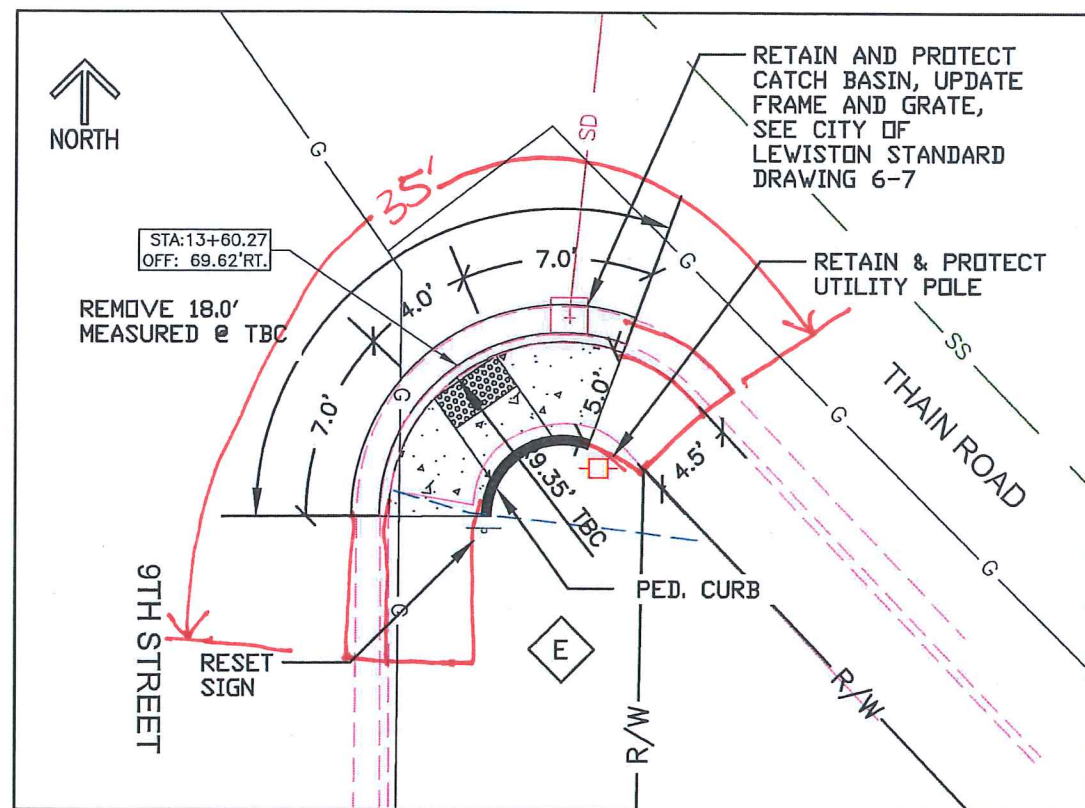 RETAIN AND PROTECT
CATCH BASIN, UPDATE
FRAME AND GRATE,
SEE CITY OF
LEWISTON STANDARD
DRAWING 6-7
NORTH
G
SD
35'
STA:13+60.27
OFF: 69.62'RT.
7.0'
G
RETAIN & PROTECT
UTILITY POLE
4.0'
REMOVE 18.0'
MEASURED @ TBC
SS
THAIN ROAD
7.0'
G
5.0'
G
4.5'
9.35' TBC
G
9TH STREET
PED. CURB
G
E
RESET
SIGN
R/W
R/W